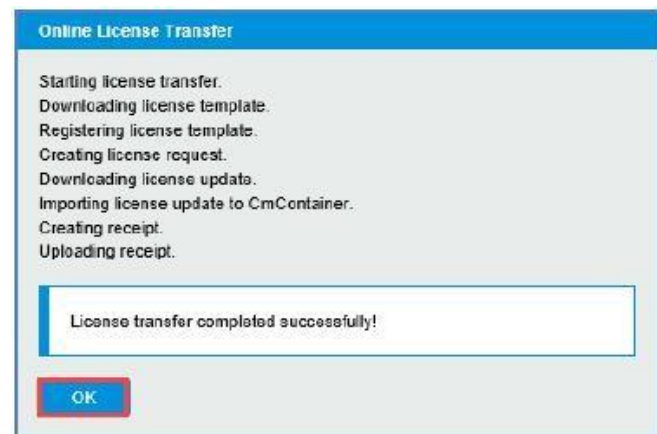 Online License Transfer
Starting license transfer.
Downloading license template.
Registering license template.
Creating license request.
Downloading license update.
Importing license update to CmContainer.
Creating receipt.
Uploading receipt.
License transfer completed successfully!
OK